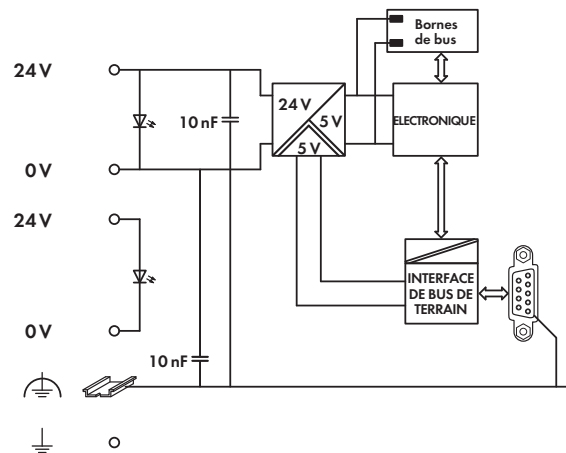 Bornes
de bus
24 V
24 V
5 V
10 nF
ELECTRONIQUE
5 V
0 V
24 V
INTERFACE
DE BUS DE
TERRAIN
0 V
10 nF